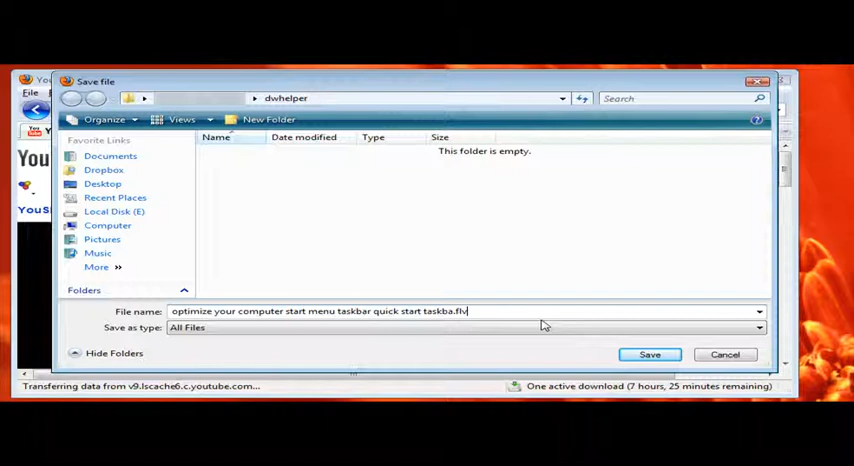 You
Save file
File
dwhelper
Search
Organize
Views
New Folder
Favorite Links
Name
Date modified
Type
Size
You
Documents
This folder is empty.
Dropbox
Desktop
Recent Places
YouS
Local Disk (E)
Computer
Pictures
Music
More »
Folders
File name: optimize your computer start menu taskbar quick start taskba.flv
Save as type: All Files
Hide Folders
Save
Cancel
Transferring data from v9.lscache6.c.youtube.com...
One active download (7 hours, 25 minutes remaining)